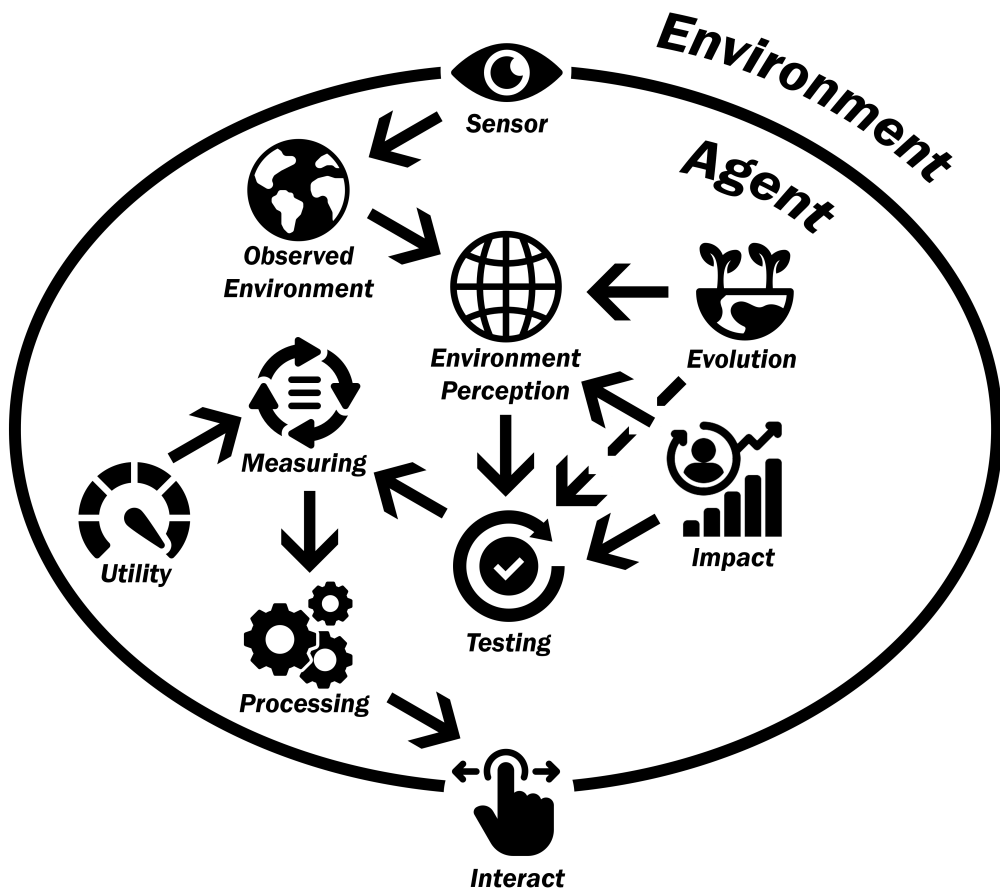 Environment
Agent
Sensor
Observed
Environment
Environment
Perception
Evolution
Measuring
Utility
Impact
Testing
Processing
Interact